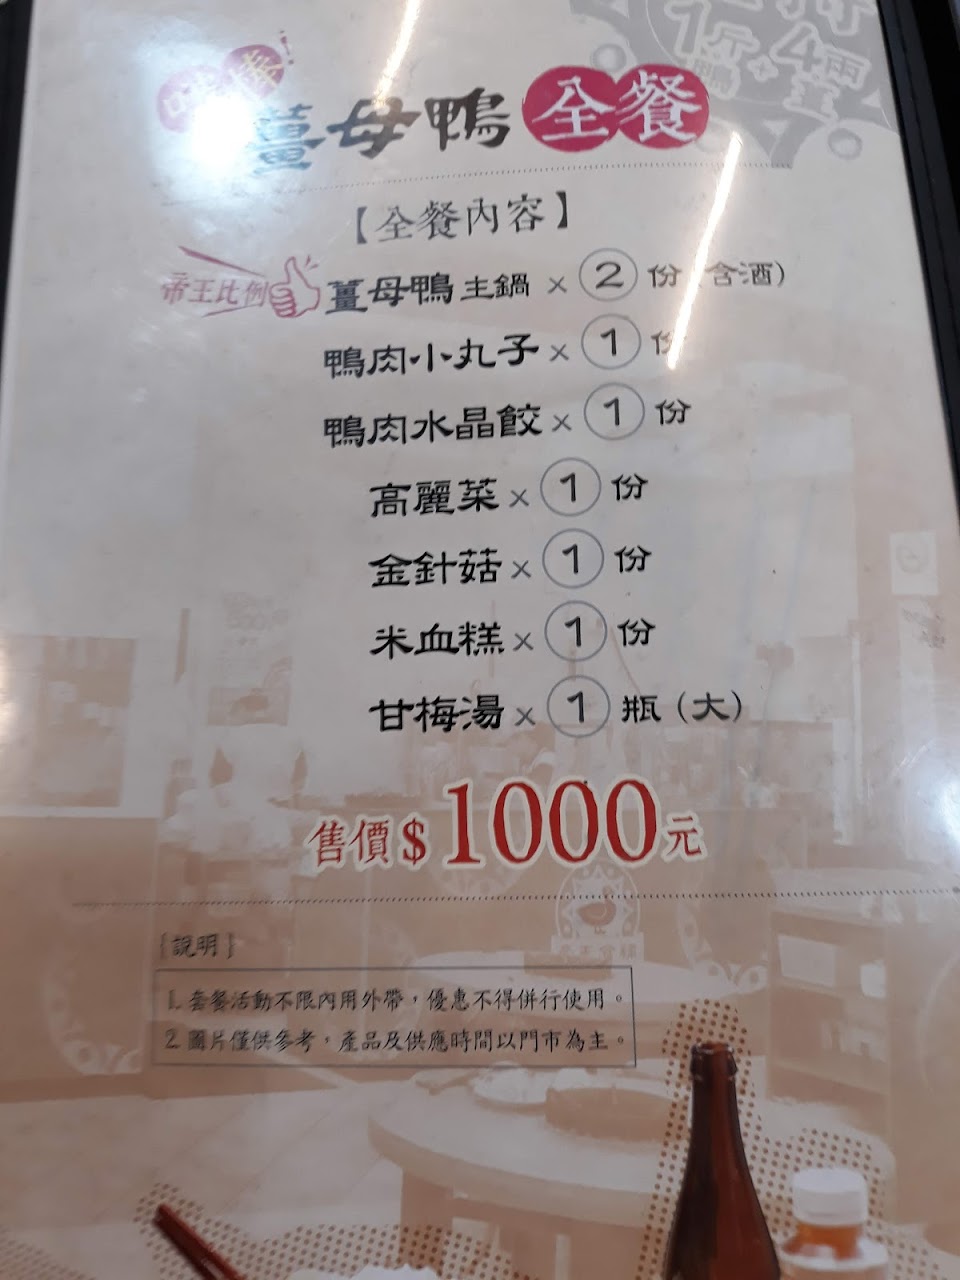 薑母鴨全餐
【全餐內容】
帝王比例
薑母鴨主鍋 × 2 份(含酒)
鴨肉小丸子 × 1 份
鴨肉水晶餃 × 1 份
高麗菜 × 1 份
金針菇 × 1 份
米血糕 × 1 份
甘梅湯 × 1 瓶(大)
售價$1000元
[說明]
1. 套餐活動不限內用外帶，優惠不得併行使用。
2. 圖片僅供參考，產品及供應時間以門市為主。